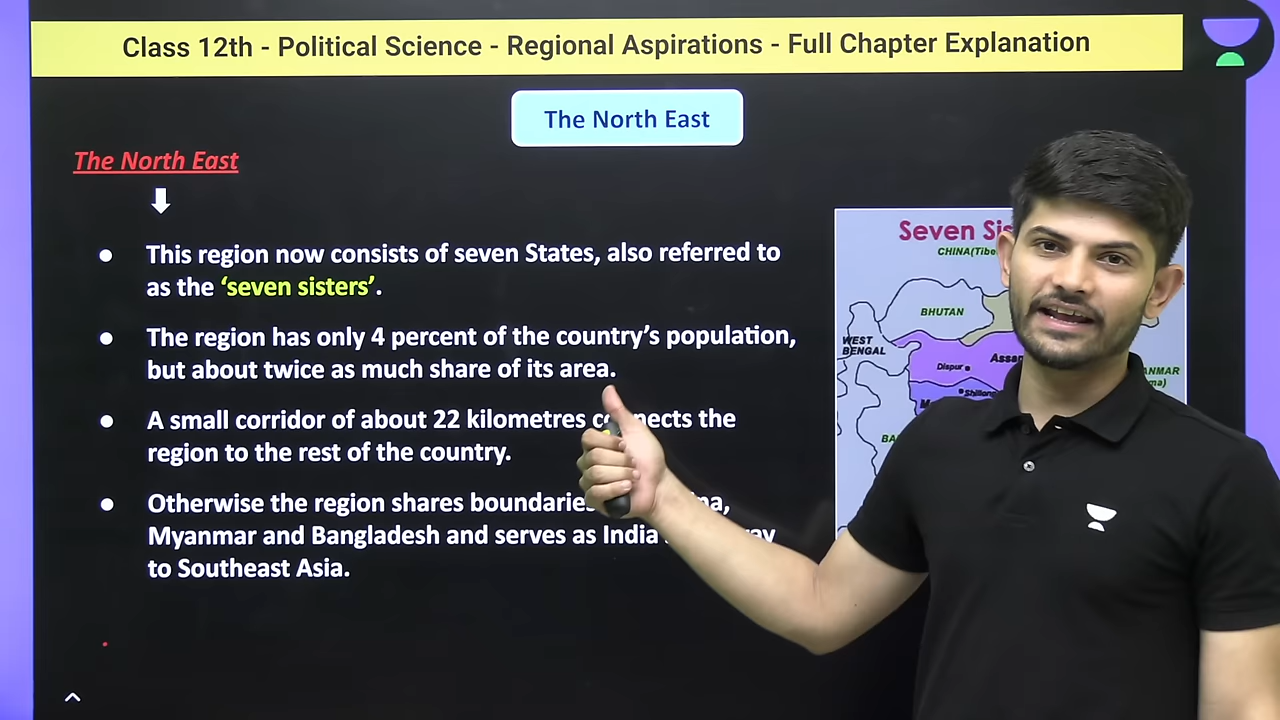 Class 12th - Political Science - Regional Aspirations - Full Chapter Explanation
The North East
The North East
● This region now consists of seven States, also referred to
as the ‘seven sisters’.
● The region has only 4 percent of the country’s population,
but about twice as much share of its area.
● A small corridor of about 22 kilometres connects the
region to the rest of the country.
● Otherwise the region shares boundaries
Myanmar and Bangladesh and serves as India
to Southeast Asia.
Seven
CHINA
BHUTAN
WEST
BENGAL
Dispur